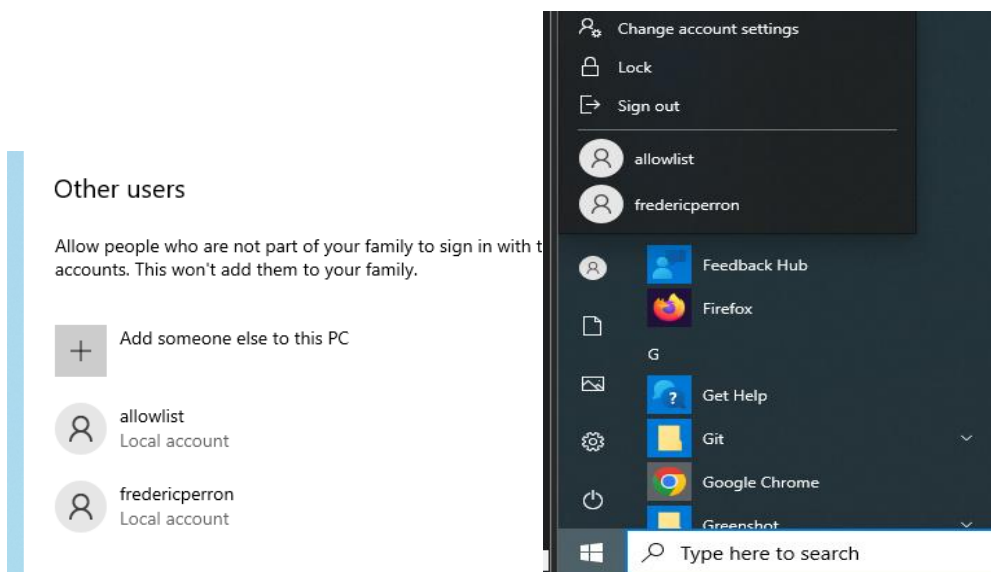 Other users
Allow people who are not part of your family to sign in with t
accounts. This won't add them to your family.
Add someone else to this PC
allowlist
Local account
fredericperron
Local account
Change account settings
Lock
Sign out
allowlist
fredericperron
Feedback Hub
Firefox
G
Get Help
Git
Google Chrome
Greenshot
Type here to search